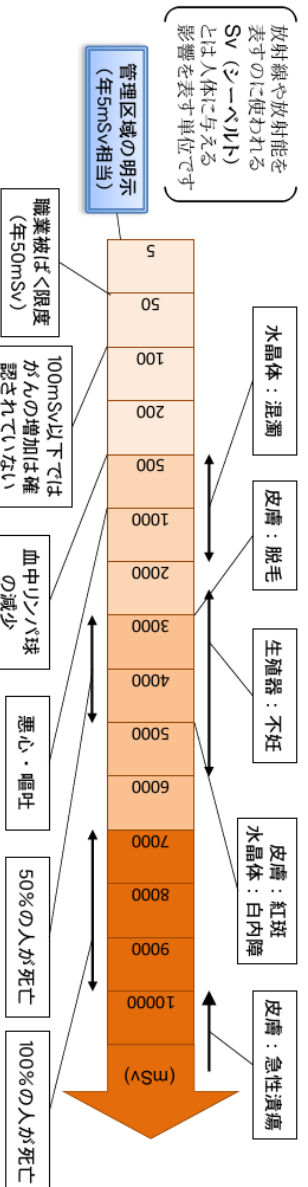 放射線や放射能を
表すのに使われる
Sv（シーベルト）
とは人体に与える
影響を表す単位です
管理区域の明示
（年5mSv相当）
職業被ばく限度
（年50mSv）
100mSv以下では
がんの増加は確
認されていない
血中リンパ球
の減少
悪心・嘔吐
50%の人が死亡
100%の人が死亡
水晶体：混濁
皮膚：脱毛
生殖器：不妊
皮膚：紅斑
水晶体：白内障
皮膚：急性潰瘍
5
50
100
200
500
1000
2000
3000
4000
5000
6000
7000
8000
9000
10000
(mSv)